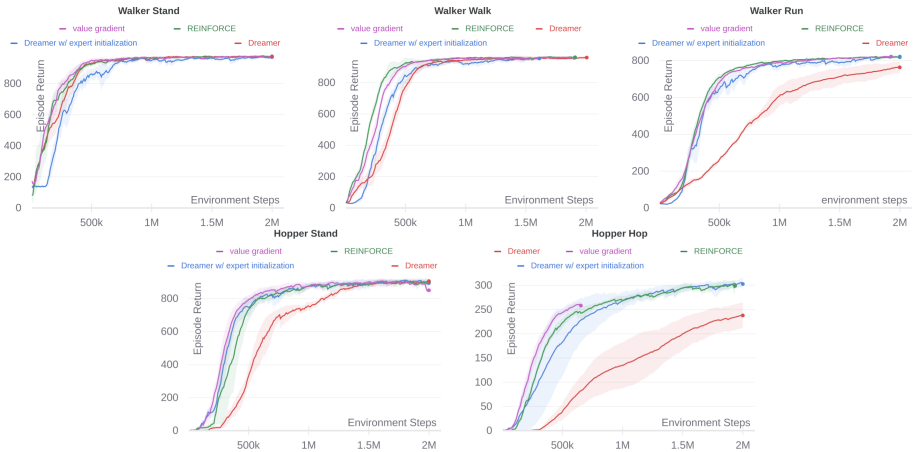 Walker Stand
value gradient REINFORCE
Dreamer w/ expert initialization Dreamer
Episode Return
800
600
400
200
0
Environment Steps
500k 1M 1.5M 2M
Walker Walk
value gradient REINFORCE
Dreamer w/ expert initialization Dreamer
Episode Return
800
600
400
200
0
Environment Steps
500k 1M 1.5M 2M
Walker Run
value gradient REINFORCE
Dreamer w/ expert initialization Dreamer
Episode Return
800
600
400
200
0
environment steps
500k 1M 1.5M 2M
Hopper Stand
value gradient REINFORCE
Dreamer w/ expert initialization Dreamer
Episode Return
800
600
400
200
0
Environment Steps
500k 1M 1.5M 2M
Hopper Hop
Dreamer value gradient REINFORCE
Dreamer w/ expert initialization
Episode Return
300
250
200
150
100
50
0
Environment Steps
500k 1M 1.5M 2M